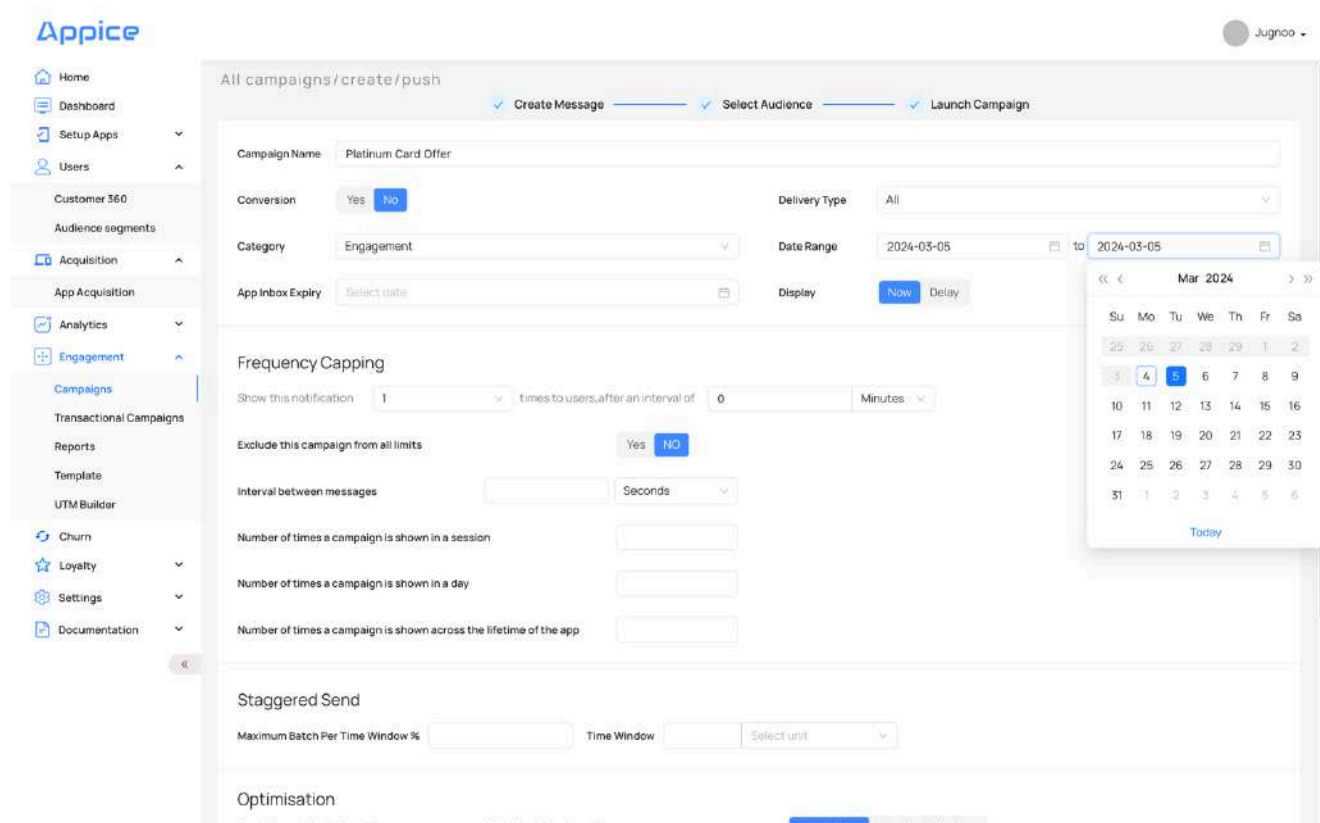 Appice
Jugnoo
Home
Dashboard
Setup Apps
Users
Customer 360
Audience segments
Acquisition
App Acquisition
Analytics
Engagement
Campaigns
Transactional Campaigns
Reports
Template
UTM Builder
Churn
Loyalty
Settings
Documentation
All campaigns/create/push
Create Message Select Audience Launch Campaign
Campaign Name Platinum Card Offer
Conversion Yes No Delivery Type All
Category Engagement Date Range 2024-03-05 to 2024-03-05
App Inbox Expiry Select date Display Now Delay
Mar 2024
Su Mo Tu We Th Fr Sa
25 26 27 28 29 1 2
3 4 5 6 7 8 9
10 11 12 13 14 15 16
17 18 19 20 21 22 23
24 25 26 27 28 29 30
31 1 2 3 4 5 6
Today
Frequency Capping
Show this notification 1 times to users,after an interval of 0 Minutes
Exclude this campaign from all limits Yes NO
Interval between messages Seconds
Number of times a campaign is shown in a session
Number of times a campaign is shown in a day
Number of times a campaign is shown across the lifetime of the app
Staggered Send
Maximum Batch Per Time Window % Time Window Select unit
Optimisation